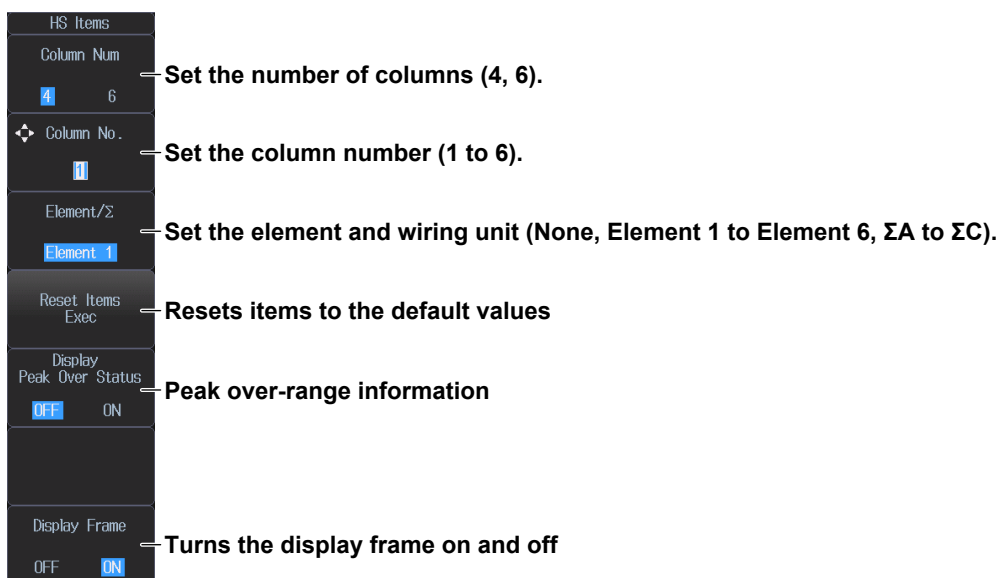 HS Items
Column Num
4 6
Set the number of columns (4, 6).
Column No.
1
Set the column number (1 to 6).
Element/Σ
Element 1
Set the element and wiring unit (None, Element 1 to Element 6, ΣA to ΣC).
Reset Items
Exec
Resets items to the default values
Display
Peak Over Status
OFF ON
Peak over-range information
Display Frame
OFF ON
Turns the display frame on and off